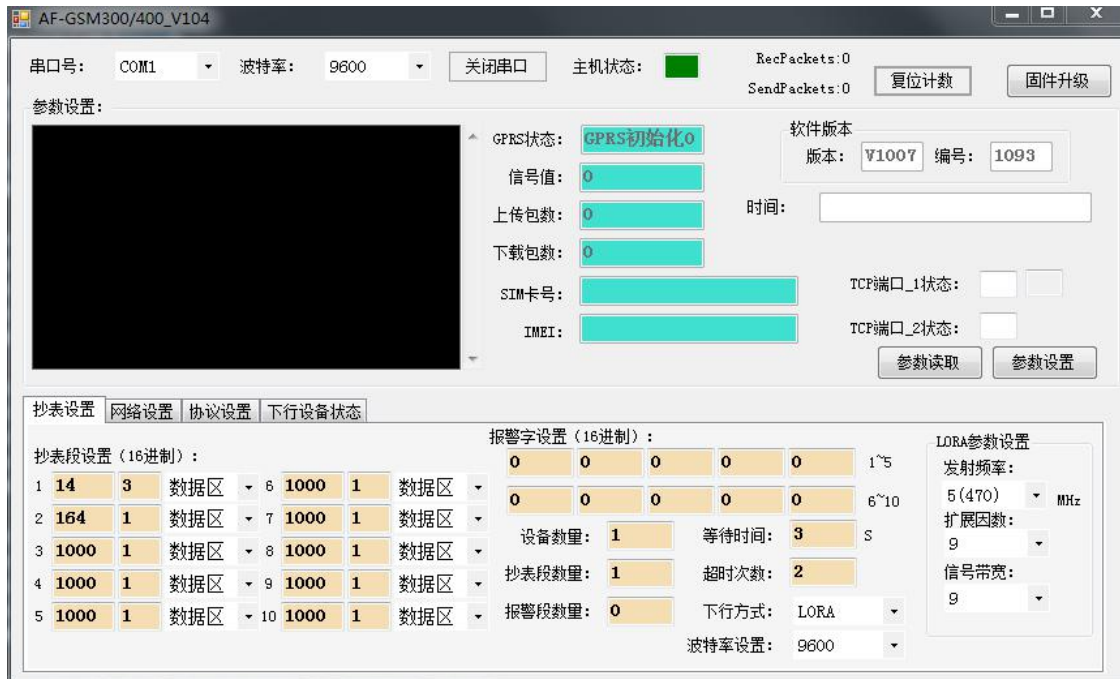 AF-GSM300/400_V104
串口号： COM1 波特率： 9600 关闭串口 主机状态： RecPackets:0 SendPackets:0 复位计数 固件升级
参数设置：
GPRS状态： GPRS初始化0
信号值： 0
上传包数： 0
下载包数： 0
SIM卡号：
IMEI：
软件版本
版本： V1007 编号： 1093
时间：
TCP端口_1状态：
TCP端口_2状态：
参数读取 参数设置
抄表设置 网络设置 协议设置 下行设备状态
抄表段设置（16进制）：
1 14 3 数据区 6 1000 1 数据区
2 164 1 数据区 7 1000 1 数据区
3 1000 1 数据区 8 1000 1 数据区
4 1000 1 数据区 9 1000 1 数据区
5 1000 1 数据区 10 1000 1 数据区
报警字设置（16进制）：
0 0 0 0 0 1~5
0 0 0 0 0 6~10
设备数量： 1 等待时间： 3 S
抄表段数量： 1 超时次数： 2
报警段数量： 0 下行方式： LORA
波特率设置： 9600
LORA参数设置
发射频率：
5(470) MHz
扩展因数：
9
信号带宽：
9